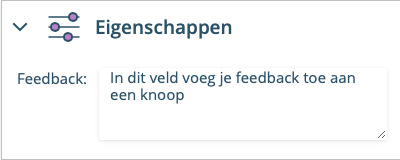 Eigenschappen
Feedback: In dit veld voeg je feedback toe aan
een knoop